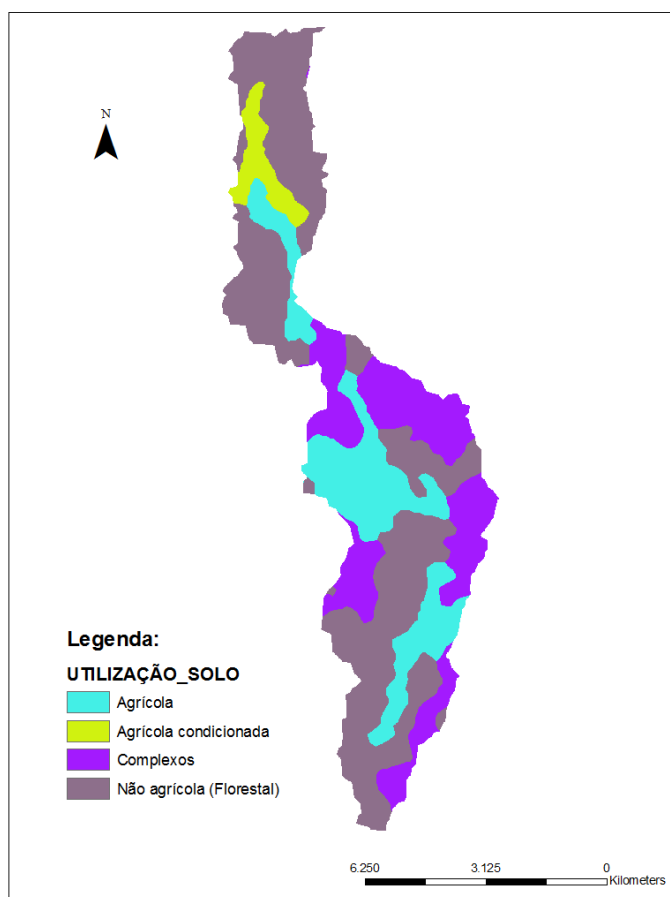 N
Legenda:
UTILIZAÇÃO_SOLO
Agrícola
Agrícola condicionada
Complexos
Não agrícola (Florestal)
6.250 3.125 0
Kilometers